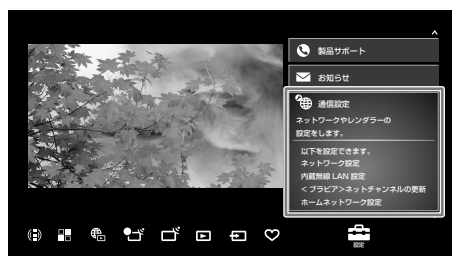 製品サポート
お知らせ
通信設定
ネットワークやレンダラーの
設定をします。
以下を設定できます。
ネットワーク設定
内蔵無線 LAN 設定
<ブラビア>ネットチャンネルの更新
ホームネットワーク設定
設定